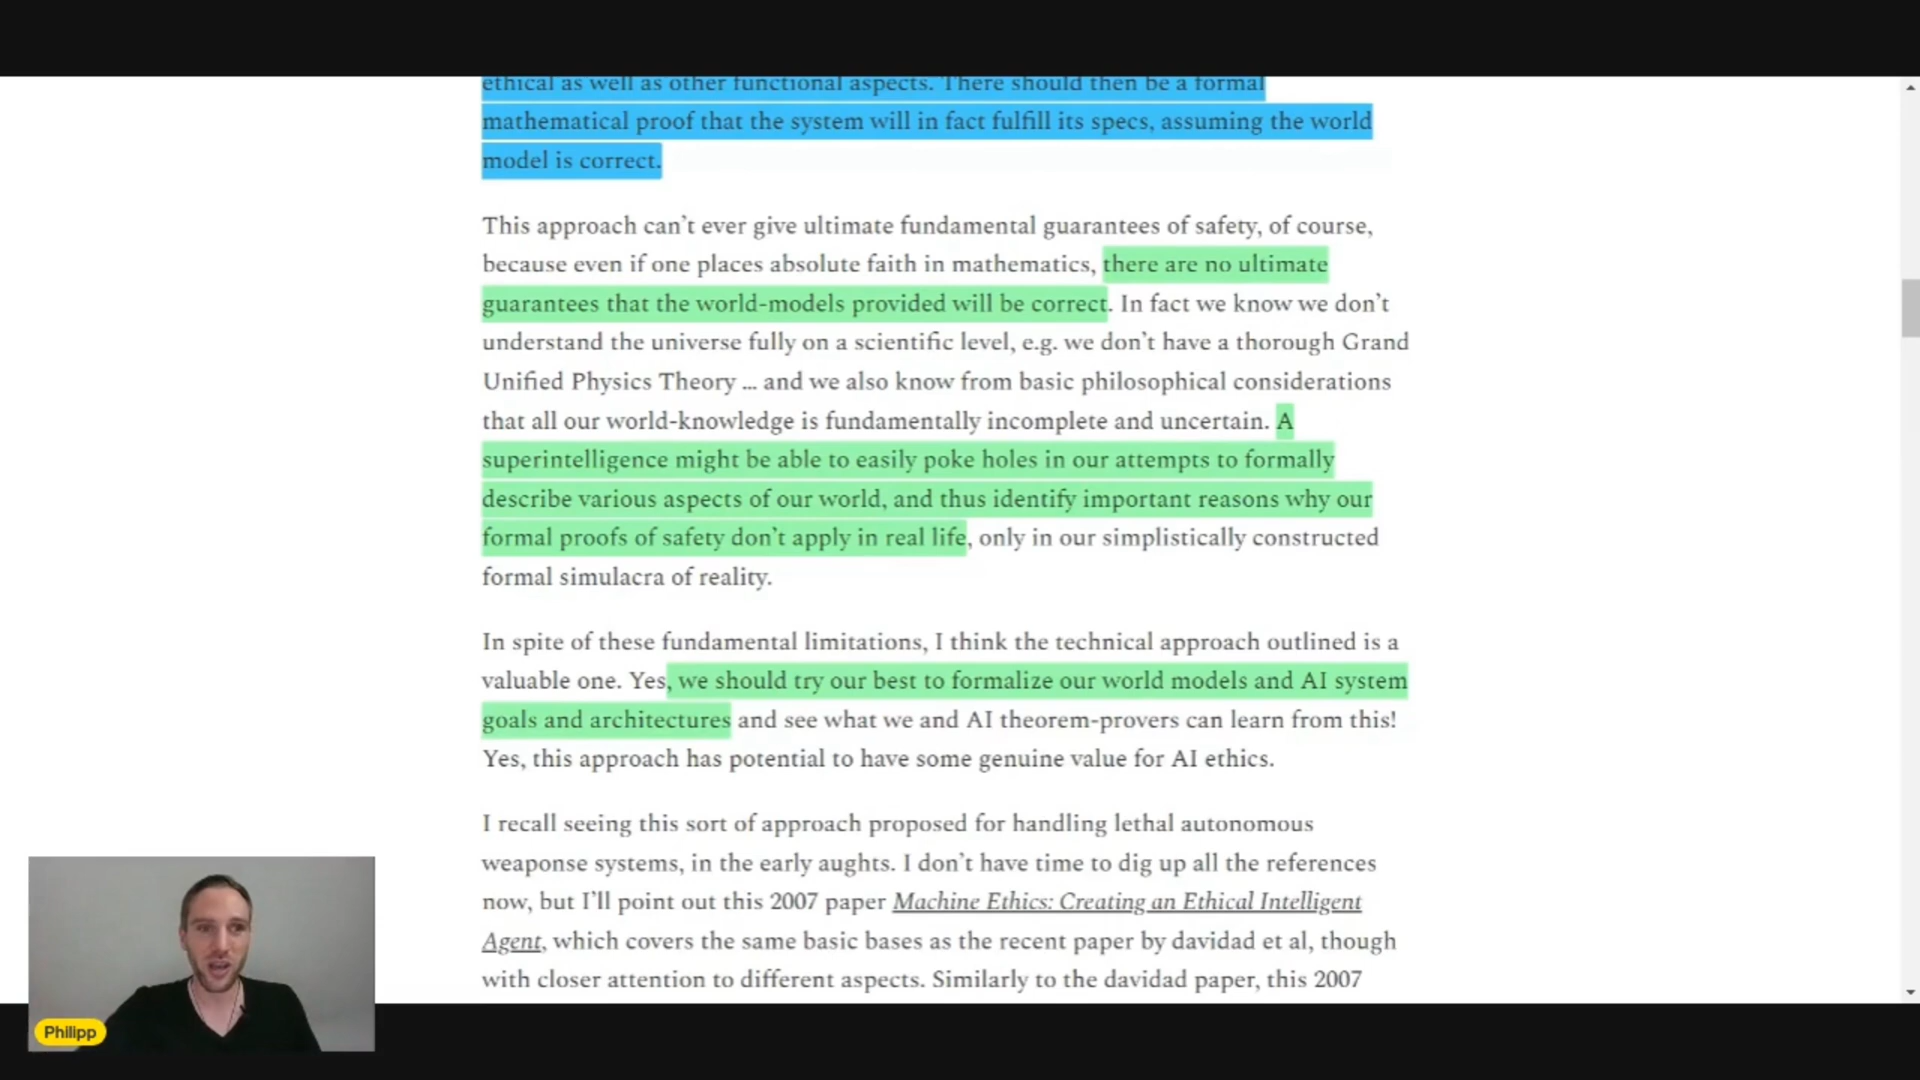 ethical as well as other functional aspects. There should then be a formal
mathematical proof that the system will in fact fulfill its specs, assuming the world
model is correct.
This approach can’t ever give ultimate fundamental guarantees of safety, of course,
because even if one places absolute faith in mathematics, there are no ultimate
guarantees that the world-models provided will be correct. In fact we know we don’t
understand the universe fully on a scientific level, e.g. we don’t have a thorough Grand
Unified Physics Theory ... and we also know from basic philosophical considerations
that all our world-knowledge is fundamentally incomplete and uncertain. A
superintelligence might be able to easily poke holes in our attempts to formally
describe various aspects of our world, and thus identify important reasons why our
formal proofs of safety don’t apply in real life, only in our simplistically constructed
formal simulacra of reality.
In spite of these fundamental limitations, I think the technical approach outlined is a
valuable one. Yes, we should try our best to formalize our world models and AI system
goals and architectures and see what we and AI theorem-provers can learn from this!
Yes, this approach has potential to have some genuine value for AI ethics.
I recall seeing this sort of approach proposed for handling lethal autonomous
weaponse systems, in the early aughts. I don’t have time to dig up all the references
now, but I’ll point out this 2007 paper Machine Ethics: Creating an Ethical Intelligent
Agent, which covers the same basic bases as the recent paper by davidad et al, though
with closer attention to different aspects. Similarly to the davidad paper, this 2007
Philipp